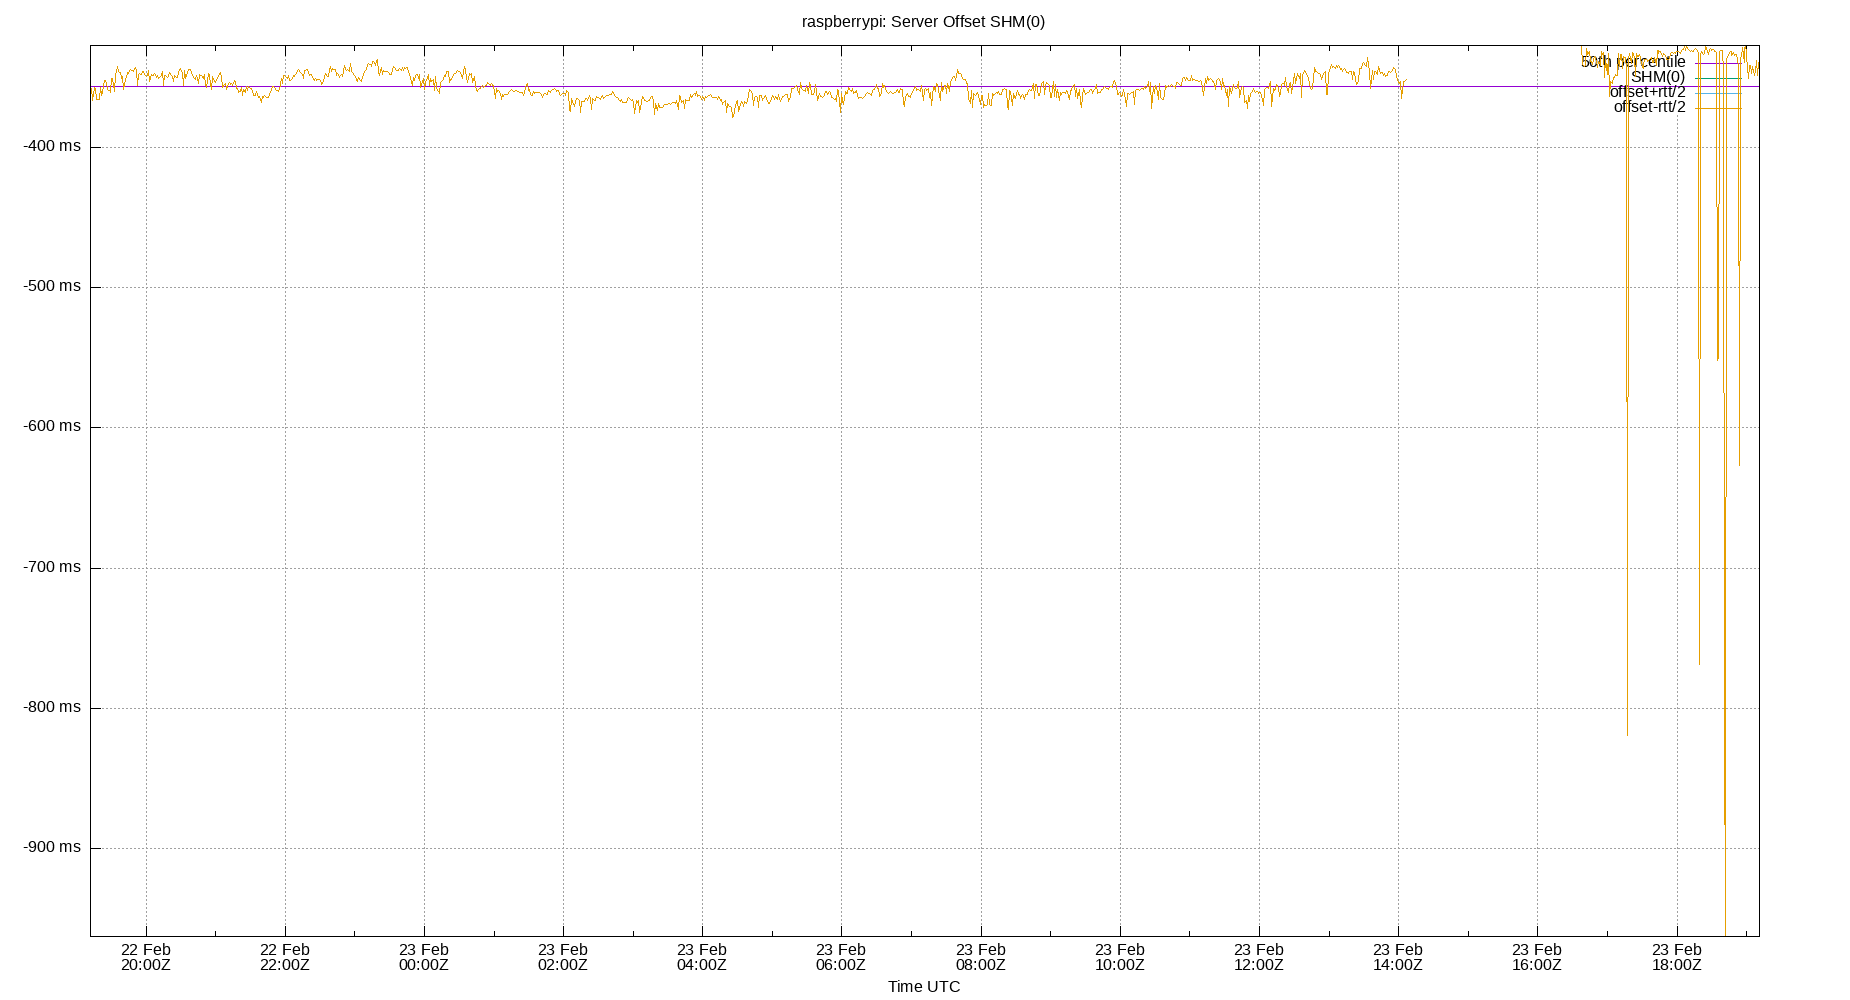 raspberrypi: Server Offset SHM(0)
50th percentile
SHM(0)
offset+rtt/2
offset-rtt/2
-400 ms
-500 ms
-600 ms
-700 ms
-800 ms
-900 ms
22 Feb 22 Feb 23 Feb 23 Feb 23 Feb 23 Feb 23 Feb 23 Feb 23 Feb 23 Feb 23 Feb 23 Feb
20:00Z 22:00Z 00:00Z 02:00Z 04:00Z 06:00Z 08:00Z 10:00Z 12:00Z 14:00Z 16:00Z 18:00Z
Time UTC